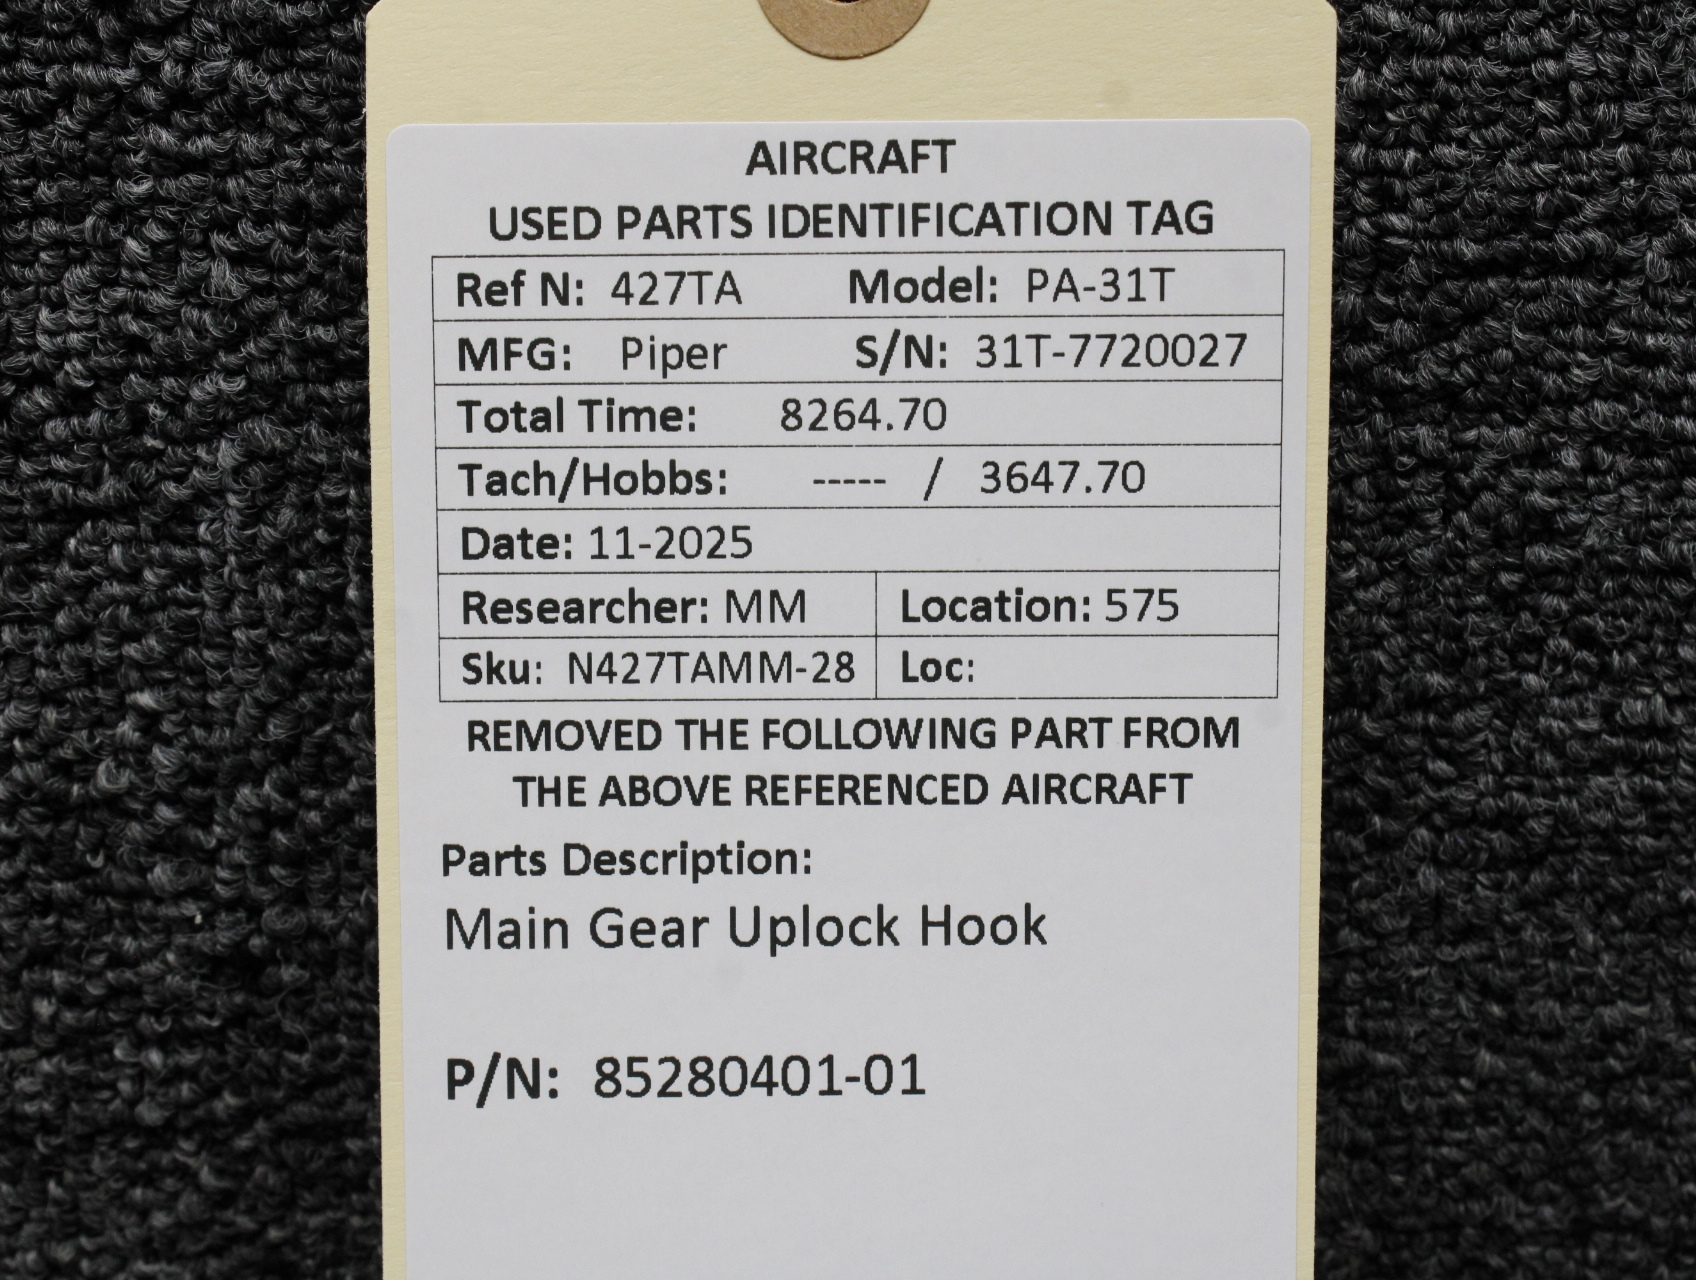 AIRCRAFT
USED PARTS IDENTIFICATION TAG
Ref N: 427TA Model: PA-31T
MFG: Piper S/N: 31T-7720027
Total Time: 8264.70
Tach/Hobbs: ----- / 3647.70
Date: 11-2025
Researcher: MM Location: 575
Sku: N427TAMM-28 Loc:
REMOVED THE FOLLOWING PART FROM
THE ABOVE REFERENCED AIRCRAFT
Parts Description:
Main Gear Uplock Hook
P/N: 85280401-01